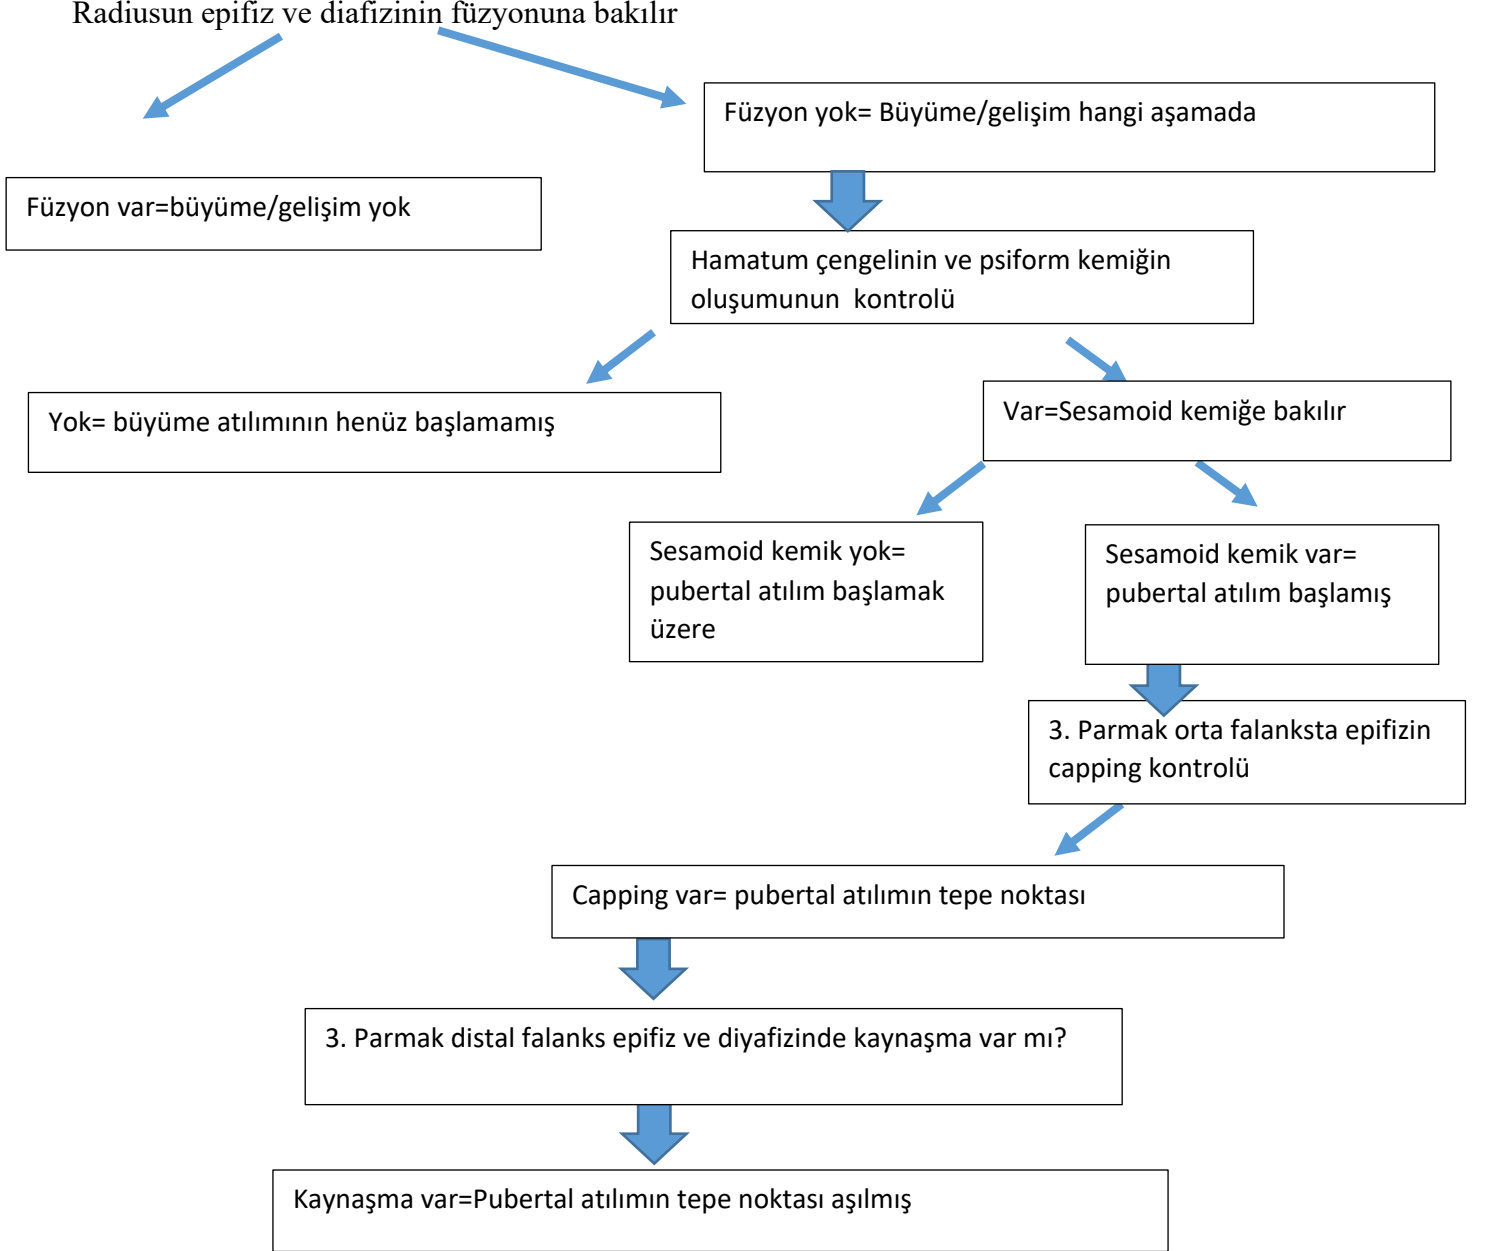 Radiusun epifiz ve diafizinin füzyonuna bakılır
Füzyon yok= Büyüme/gelişim hangi aşamada
Füzyon var=büyüme/gelişim yok
Hamatum çengelinin ve psiform kemiğin
oluşumunun kontrolü
Yok= büyüme atılımının henüz başlamamış
Var=Sesamoid kemiğe bakılır
Sesamoid kemik yok=
pubertal atılım başlamak
üzere
Sesamoid kemik var=
pubertal atılım başlamış
3. Parmak orta falanksta epifizin
capping kontrolü
Capping var= pubertal atılımın tepe noktası
3. Parmak distal falanks epifiz ve diyafizinde kaynaşma var mı?
Kaynaşma var=Pubertal atılımın tepe noktası aşılmış